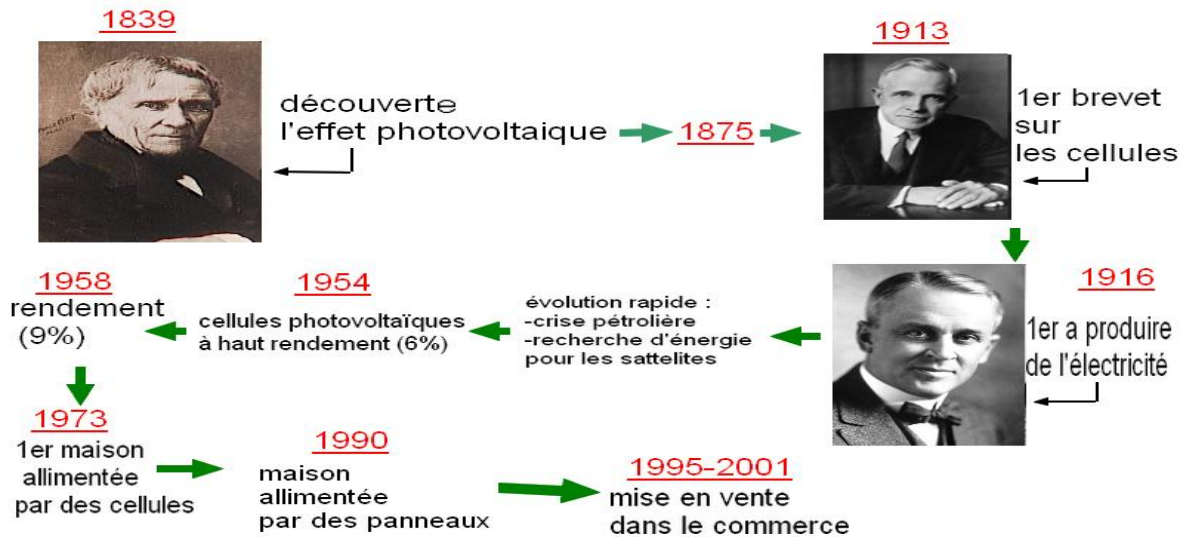 1839
découverte
l'effet photovoltaique
1875
1913
1er brevet
sur
les cellules
1916
1er a produire
de l'électricité
évolution rapide :
-crise pétrolière
-recherche d'énergie
pour les sattelites
1954
cellules photovoltaïques
à haut rendement (6%)
1958
rendement
(9%)
1973
1er maison
allimentée
par des cellules
1990
maison
allimentée
par des panneaux
1995-2001
mise en vente
dans le commerce